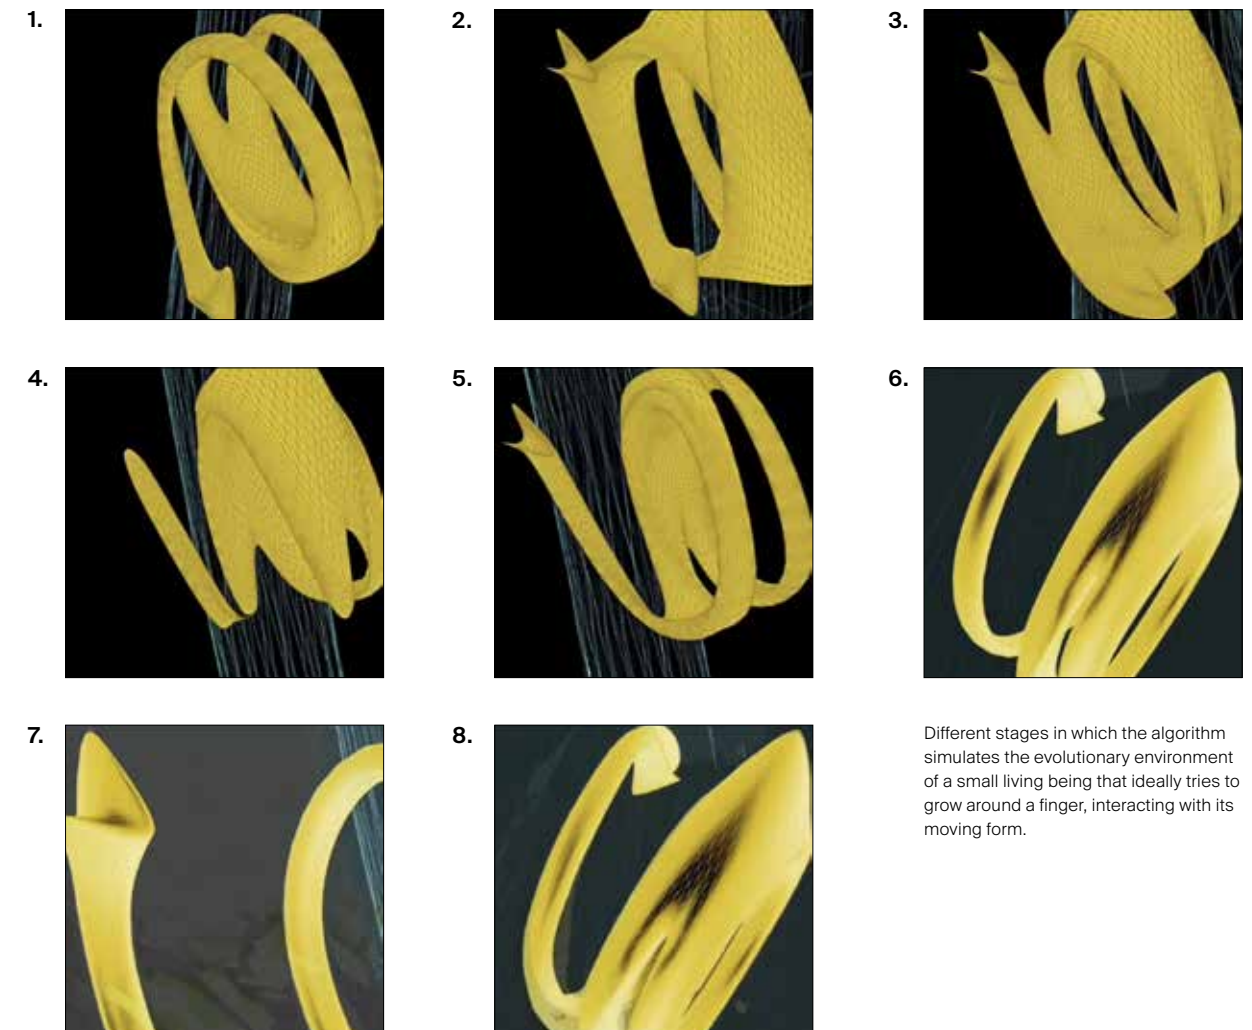 1.
2.
3.
4.
5.
6.
7.
8.
Different stages in which the algorithm
simulates the evolutionary environment
of a small living being that ideally tries to
grow around a finger, interacting with its
moving form.